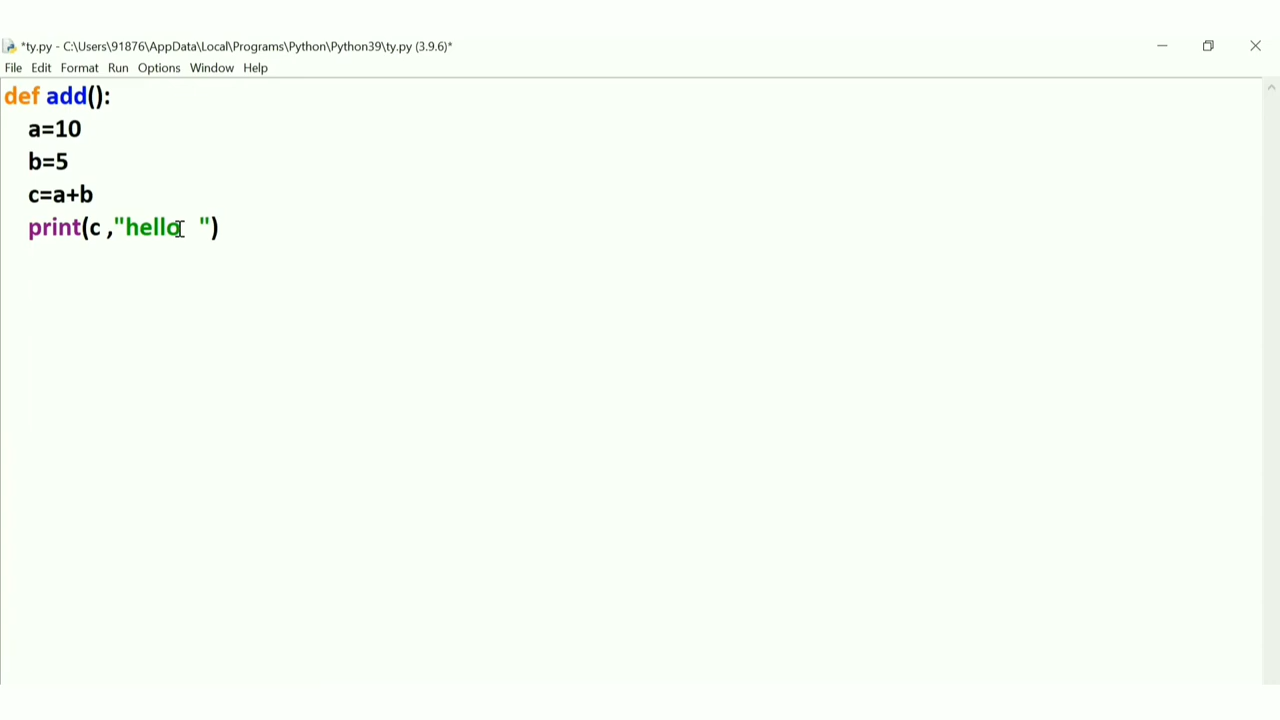 *ty.py - C:\Users\91876\AppData\Local\Programs\Python\Python39\ty.py (3.9.6)*
File Edit Format Run Options Window Help
def add():
    a=10
    b=5
    c=a+b
    print(c ,"hello  ")